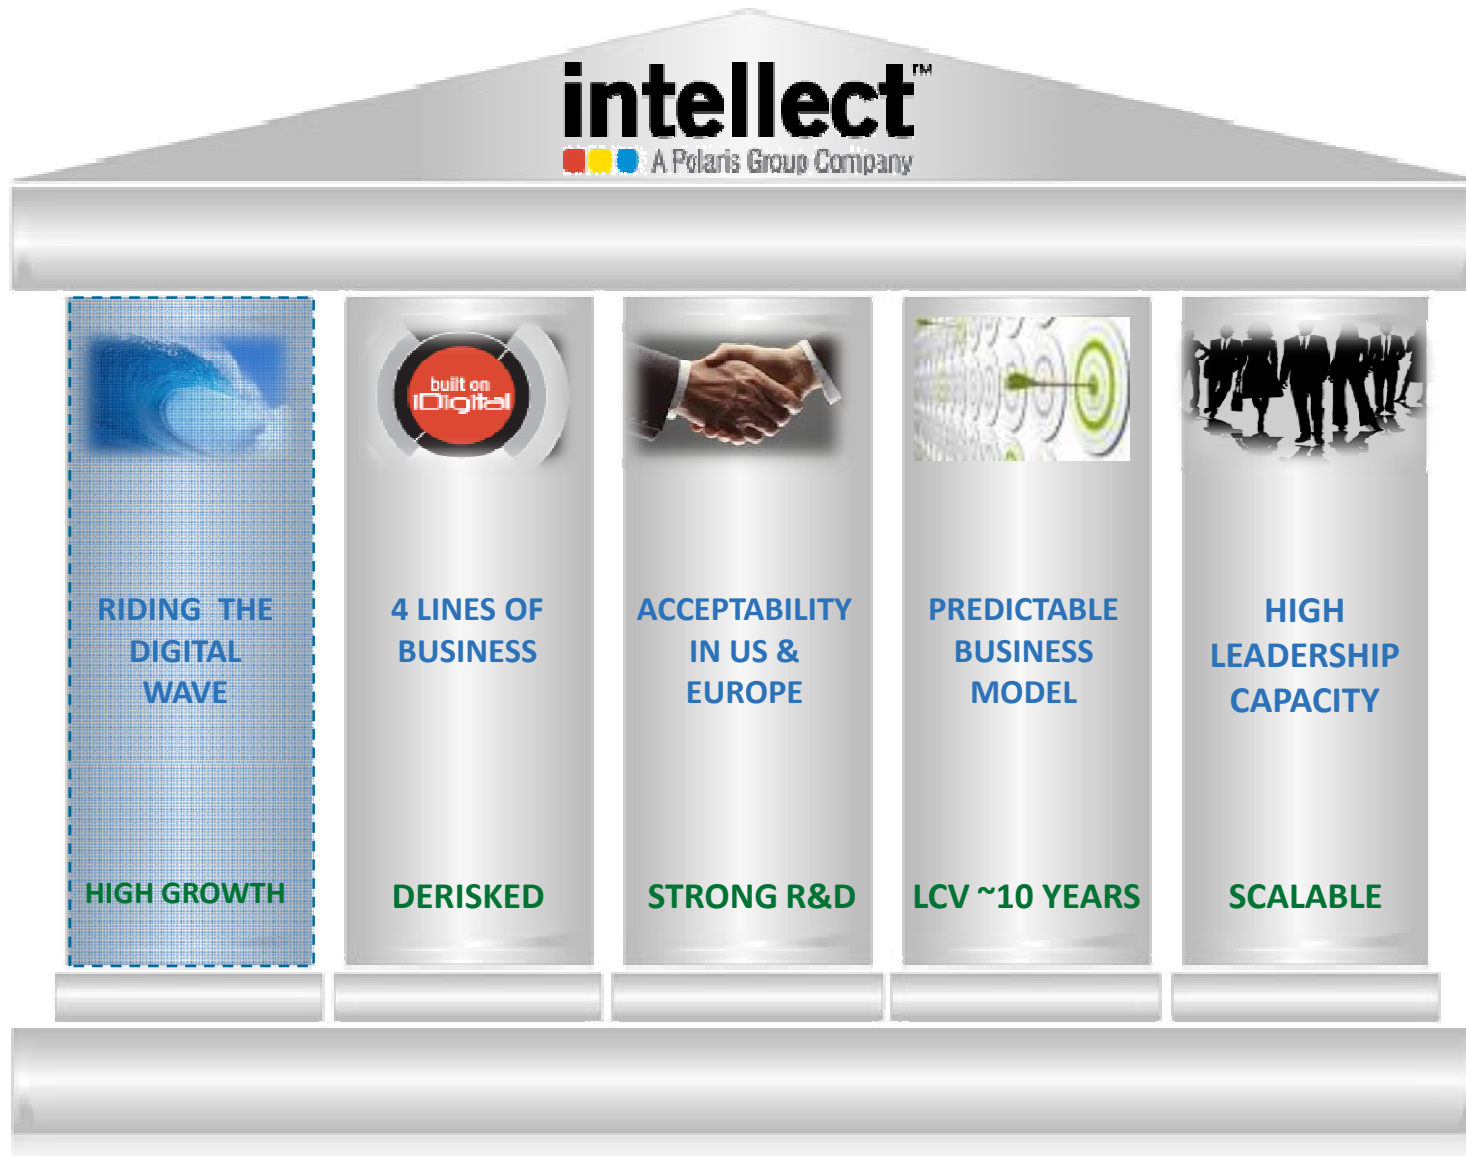 intellect™
A Polaris Group Company
built on
iDigital
RIDING THE
DIGITAL
WAVE
HIGH GROWTH
4 LINES OF
BUSINESS
DERISKED
ACCEPTABILITY
IN US &
EUROPE
STRONG R&D
PREDICTABLE
BUSINESS
MODEL
LCV ~10 YEARS
HIGH
LEADERSHIP
CAPACITY
SCALABLE